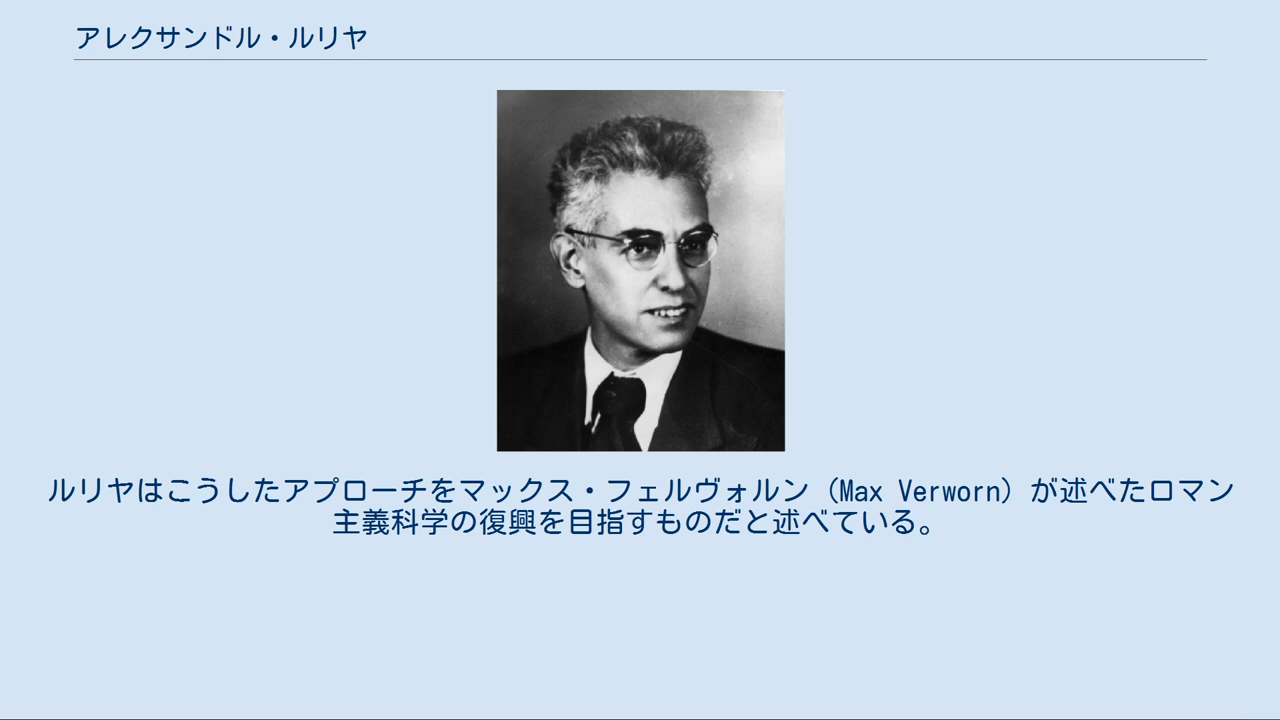 アレクサンドル・ルリヤ
ルリヤはこうしたアプローチをマックス・フェルヴォルン（Max Verworn）が述べたロマン
主義科学の復興を目指すものだと述べている。